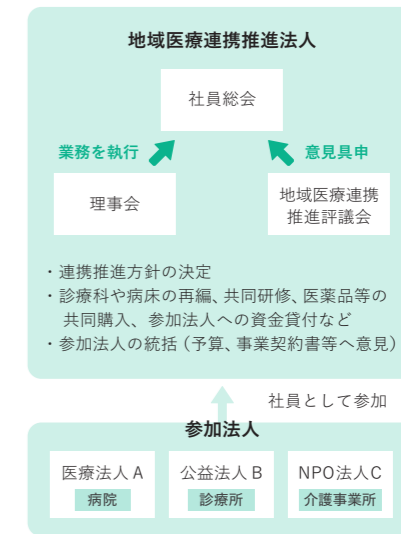 地域医療連携推進法人
社員総会
業務を執行
意見具申
理事会
地域医療連携
推進評議会
・連携推進方針の決定
・診療科や病床の再編、共同研修、医薬品等の
共同購入、参加法人への資金貸付など
・参加法人の統括（予算、事業契約書等へ意見）
社員として参加
参加法人
医療法人A
病院
公益法人B
診療所
NPO法人C
介護事業所